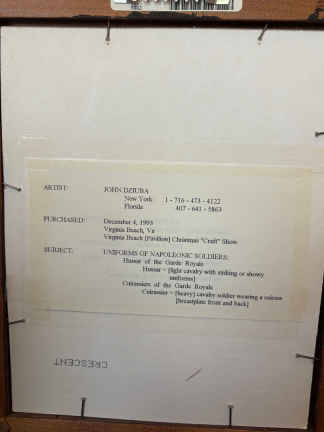 ARTIST: JOHN DZIUBA
New York 1 - 716 - 473 - 4122
Florida 407 - 641 - 5863
PURCHASED: December 4, 1993
Virginia Beach, Va
Virginia Beach [Pavilion] Christmas "Craft" Show
SUBJECT: UNIFORMS OF NAPOLEONIC SOLDIERS:
Hussar of the Garde Royale
Hussar = [light cavalry with striking or showy
uniforms]
Cuirassiers of the Garde Royale
Cuirassier = [heavy] cavalry soldier wearing a cuirass
[breastplate front and back]
CRESCENT